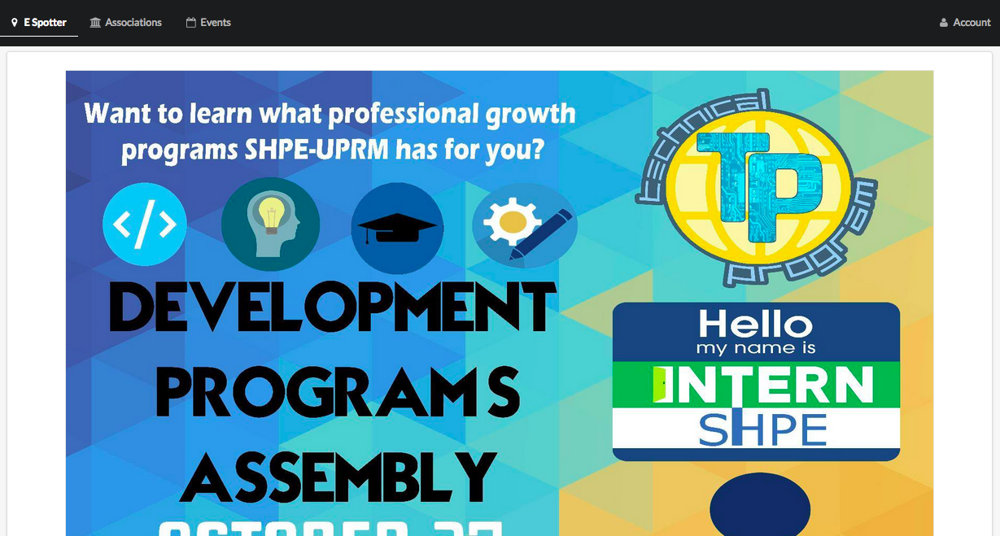 E Spotter
Associations
Events
Account
Want to learn what professional growth
programs SHPE-UPRM has for you?
</>
DEVELOPMENT
PROGRAMS
ASSEMBLY
technical
TP
program
Hello
my name is
INTERN
SHPE